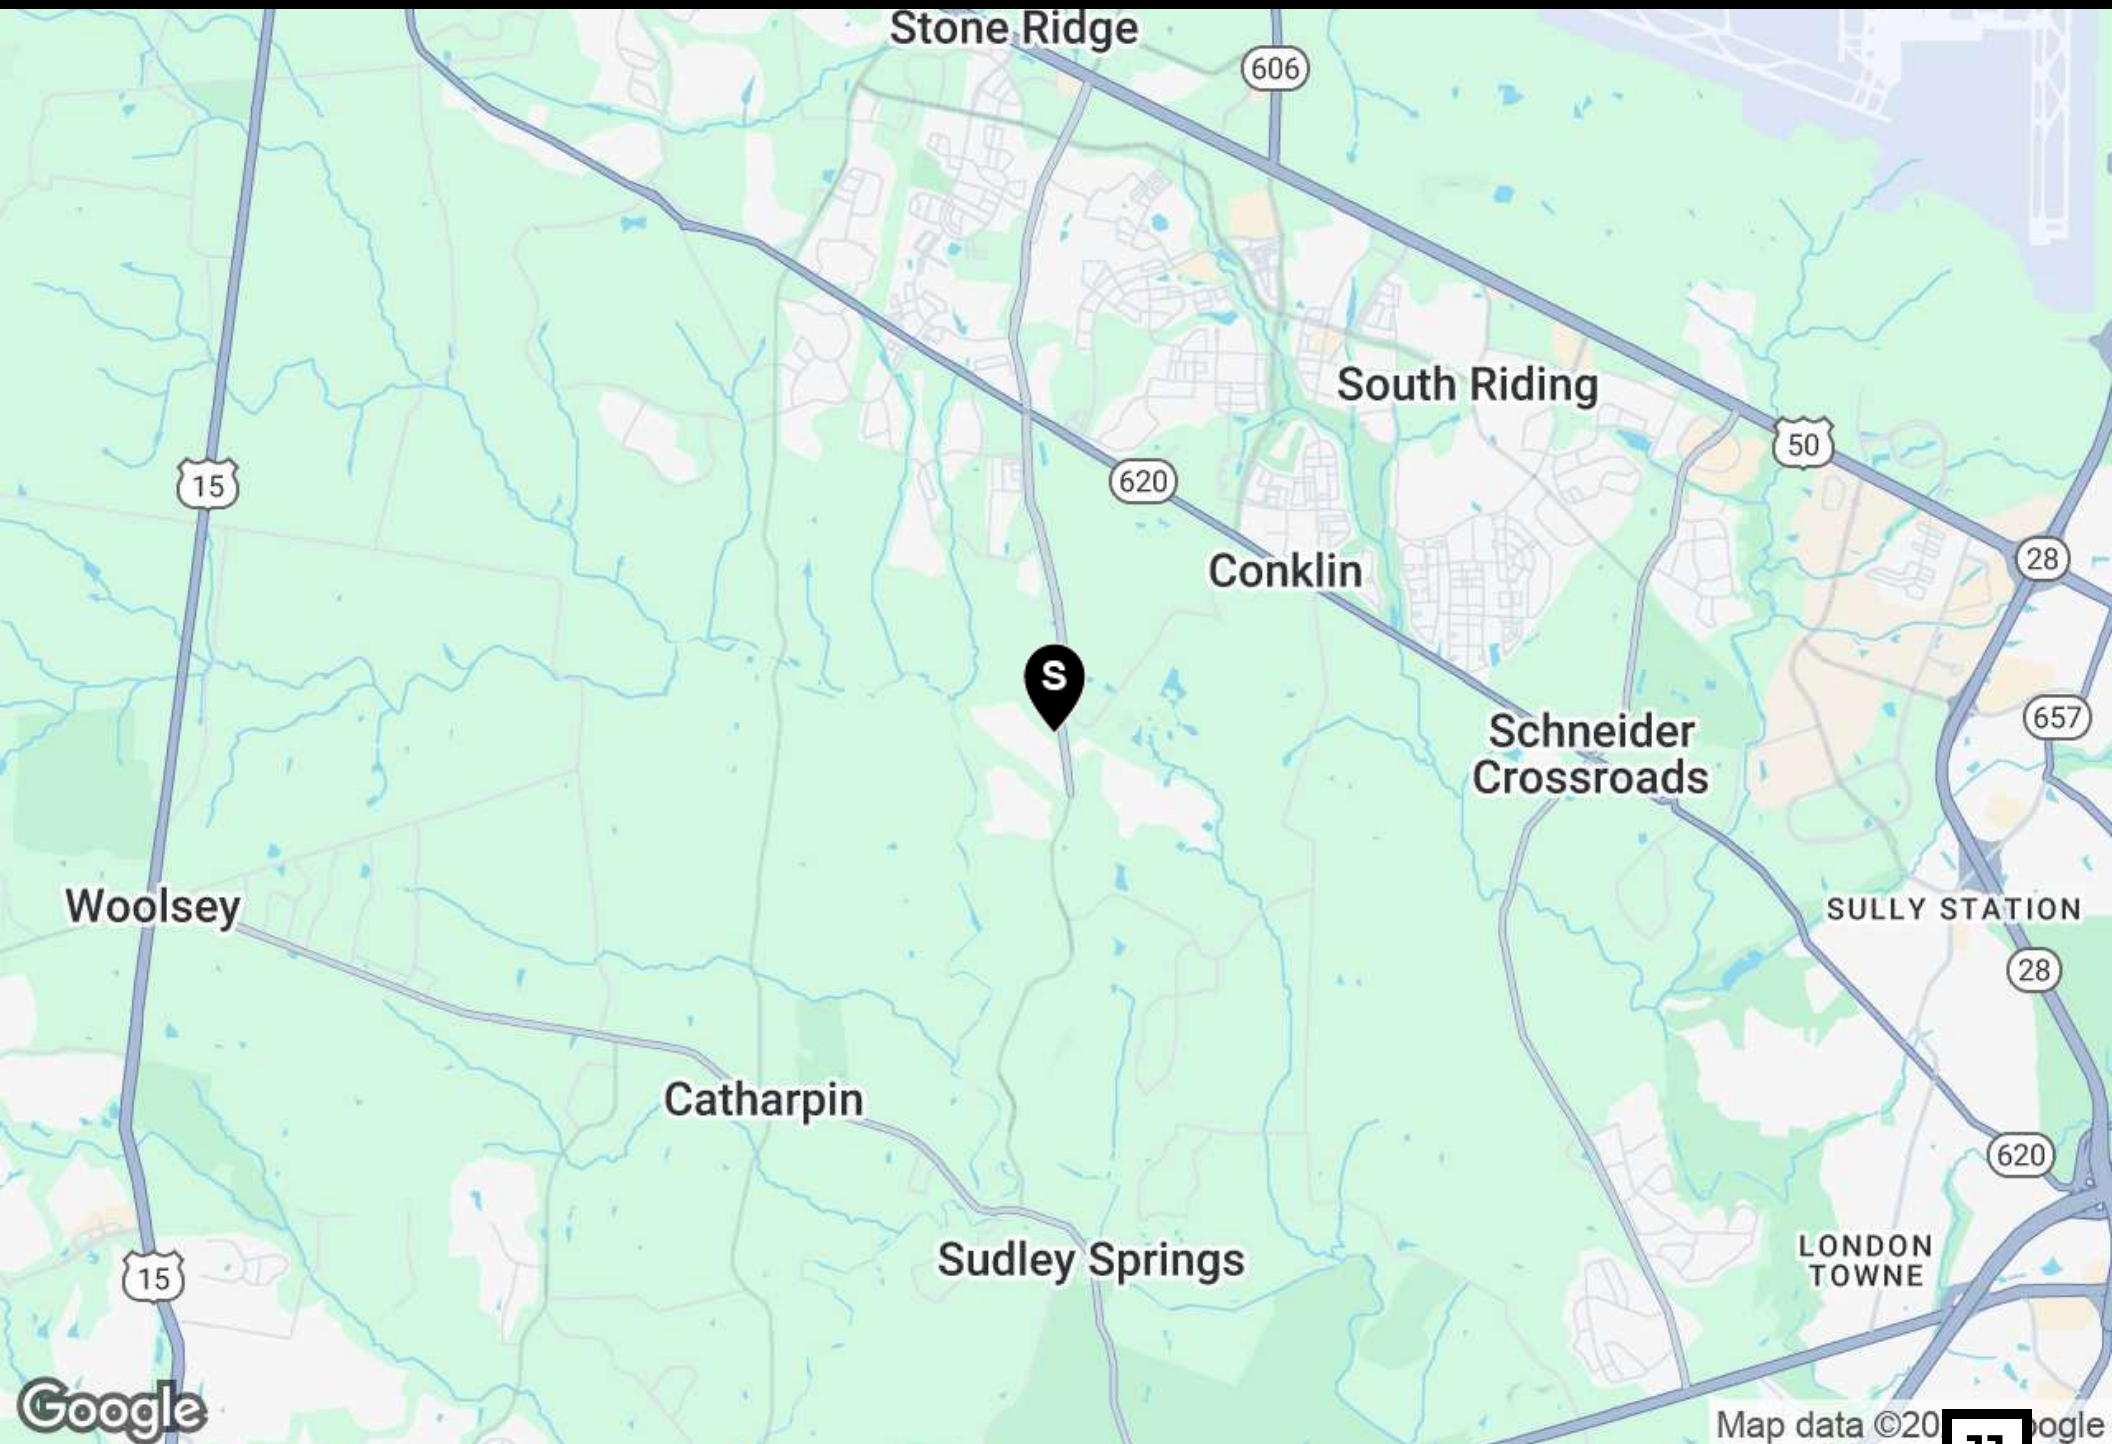 Stone Ridge
606
South Riding
50
15
620
Conklin
28
S
657
Schneider
Crossroads
Woolsey
SULLY STATION
28
Catharpin
620
Sudley Springs
LONDON
TOWNE
15
Google
Map data ©20